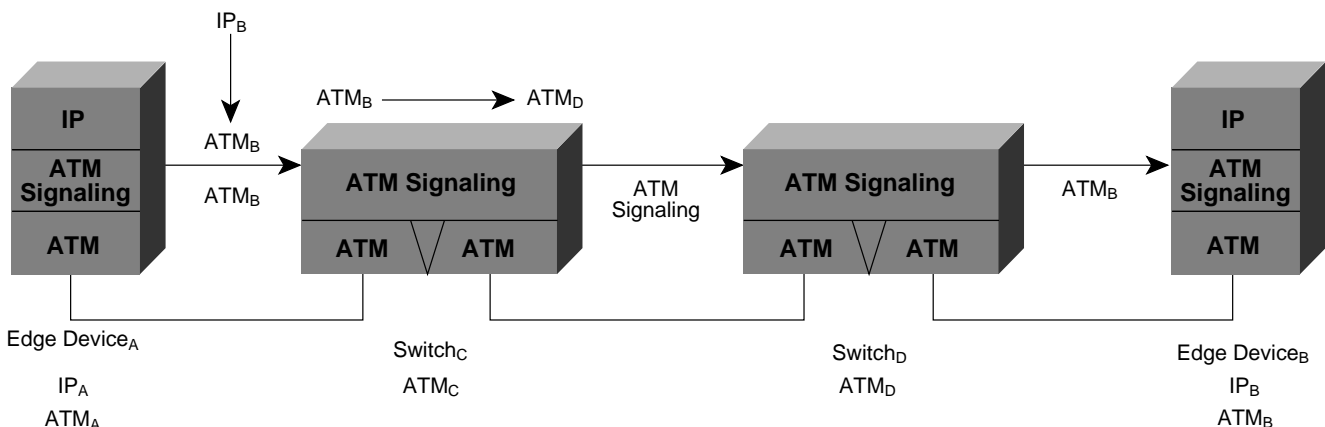 IP_B
ATM_B
ATM_D
IP
ATM
Signaling
ATM
ATM_B
ATM_B
ATM Signaling
ATM
ATM
ATM
Signaling
ATM Signaling
ATM
ATM
ATM_B
IP
ATM
Signaling
ATM
Edge Device_A
IP_A
ATM_A
Switch_C
ATM_C
Switch_D
ATM_D
Edge Device_B
IP_B
ATM_B